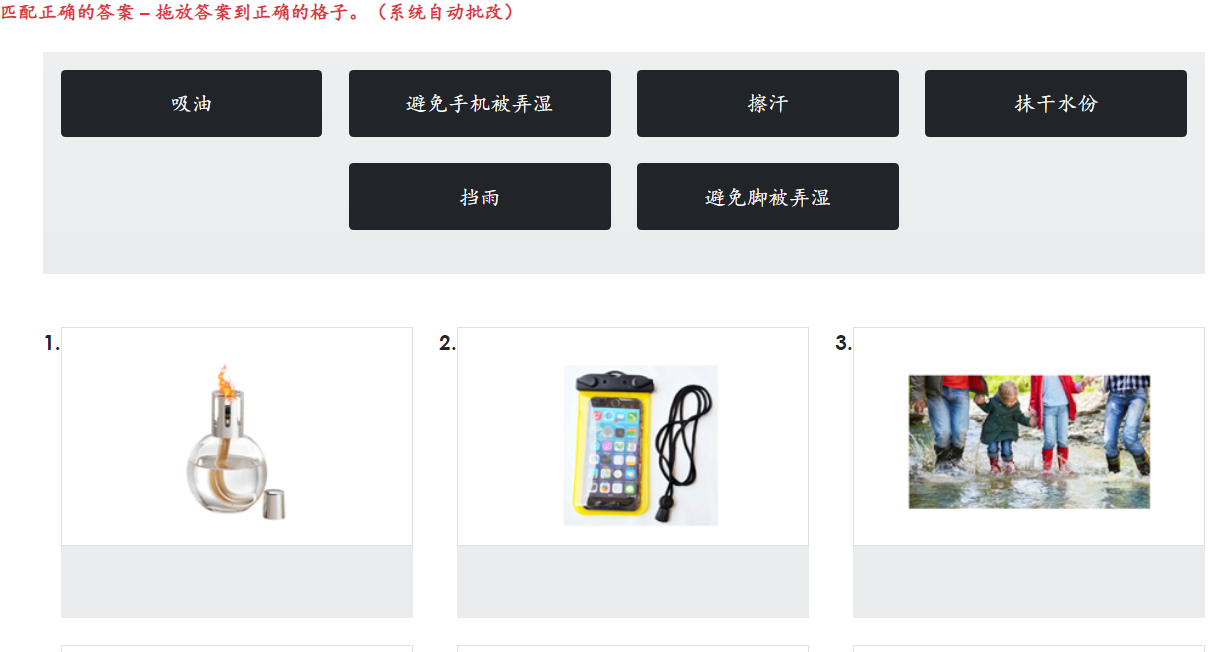 匹配正确的答案 – 拖放答案到正确的格子。（系统自动批改）
吸油
避免手机被弄湿
擦汗
抹干水份
挡雨
避免脚被弄湿
1.
2.
3.